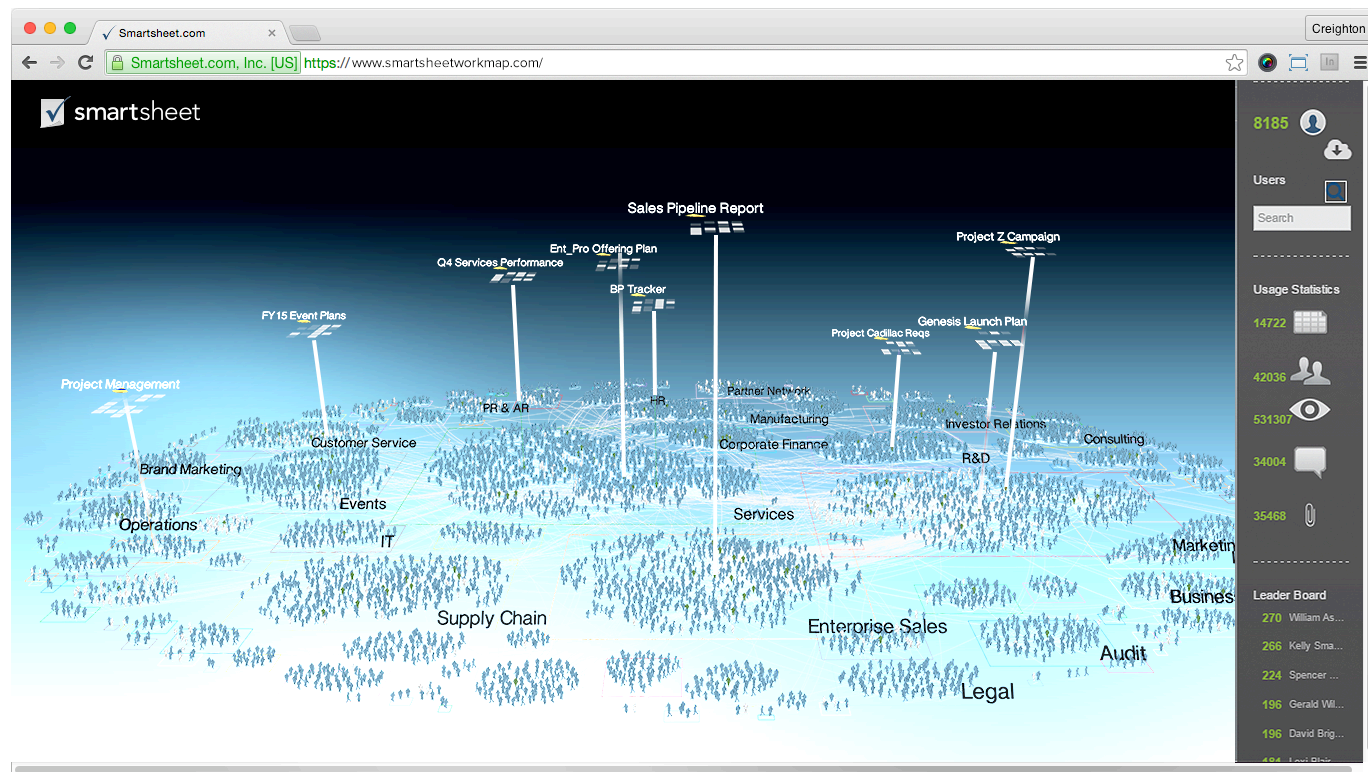 Smartsheet.com
Creighton
Smartsheet.com, Inc. [US] https://www.smartsheetworkmap.com/
In
smartsheet
8185
Users
Search
Usage Statistics
14722
42036
531307
34004
35468
Leader Board
270 William As...
266 Kelly Sma...
224 Spencer ...
196 Gerald Wil...
196 David Brig...
Sales Pipeline Report
Project Z Campaign
Ent_Pro Offering Plan
Q4 Services Performance
BP Tracker
FY15 Event Plans
Genesis Launch Plan
Project Cadillac Reqs
Project Management
Partner Network
HR
PR & AR
Manufacturing
Investor Relations
Customer Service
Corporate Finance
Consulting
R&D
Brand Marketing
Events
Services
Operations
IT
Marketin
Busines
Supply Chain
Enterprise Sales
Audit
Legal